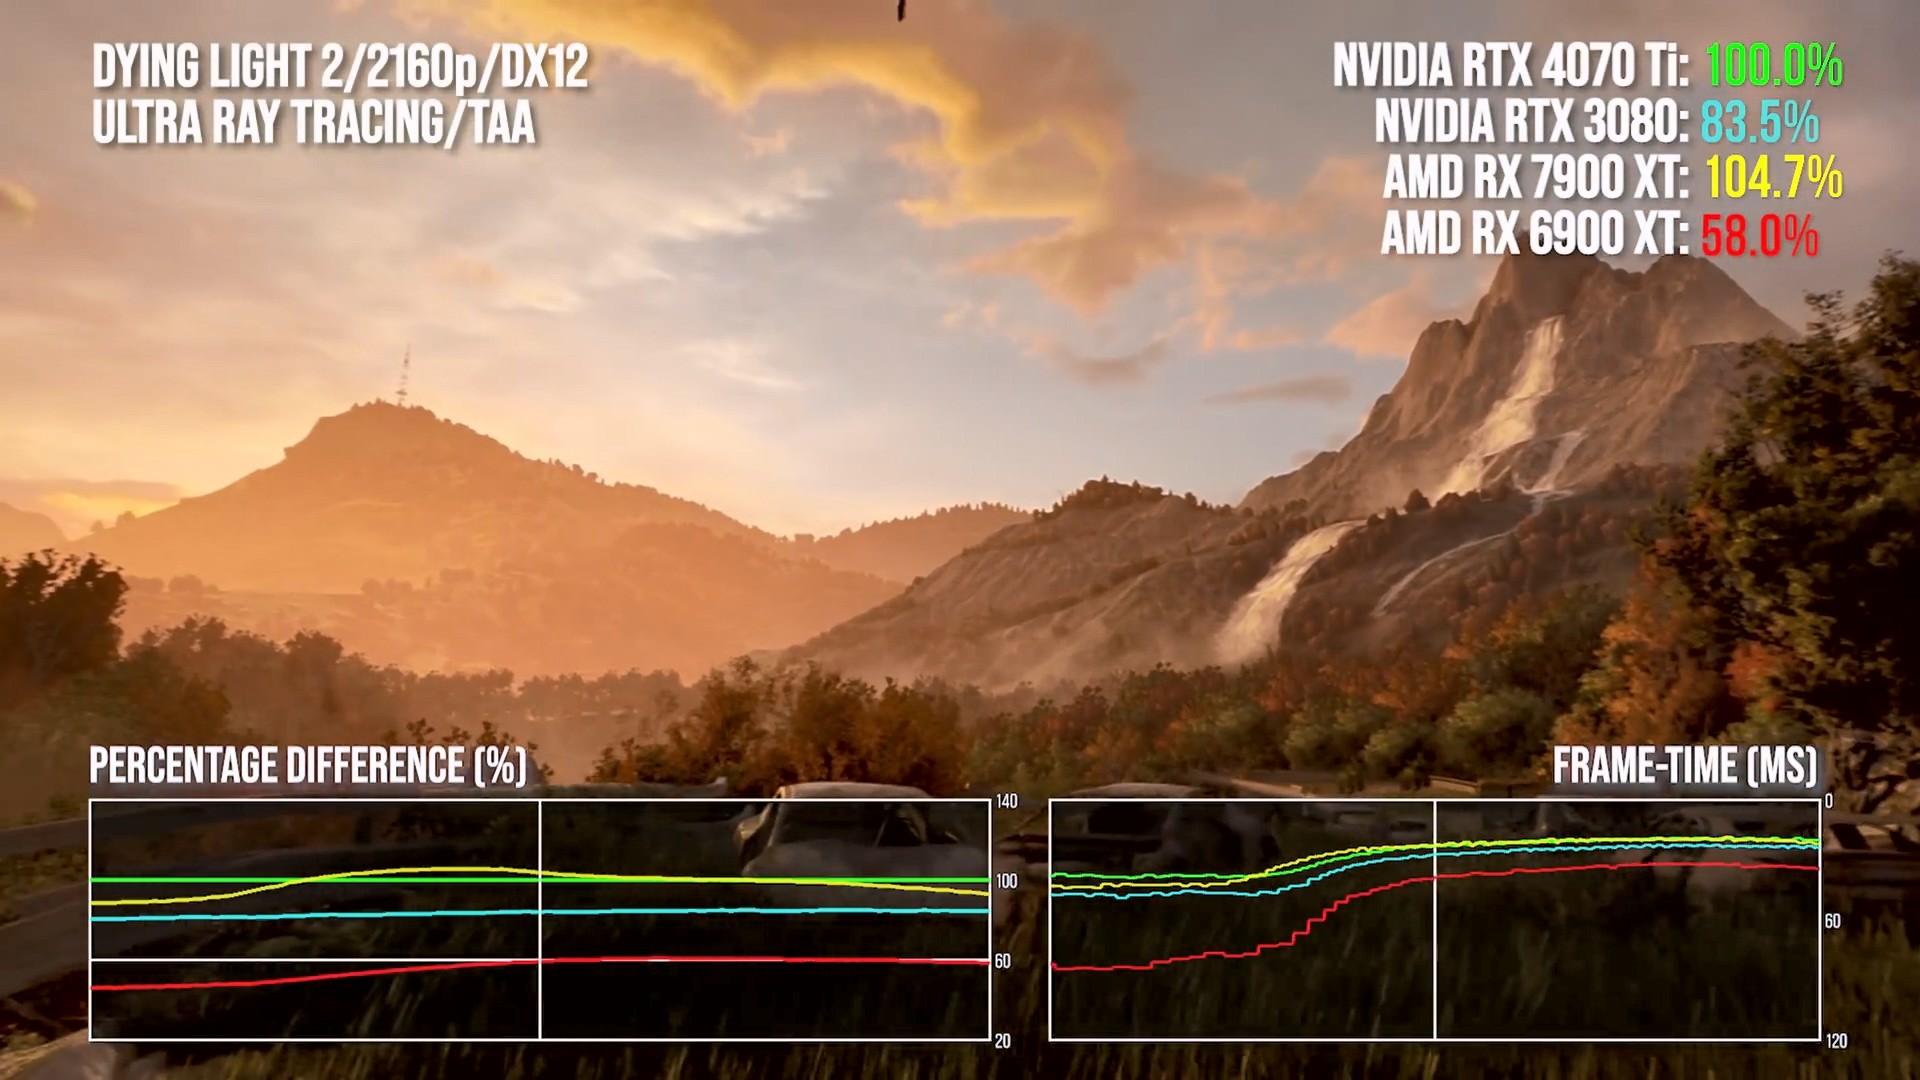 DYING LIGHT 2/2160p/DX12
ULTRA RAY TRACING/TAA
NVIDIA RTX 4070 Ti: 100.0%
NVIDIA RTX 3080: 83.5%
AMD RX 7900 XT: 104.7%
AMD RX 6900 XT: 58.0%
PERCENTAGE DIFFERENCE (%)
140
100
60
20
FRAME-TIME (MS)
0
60
120